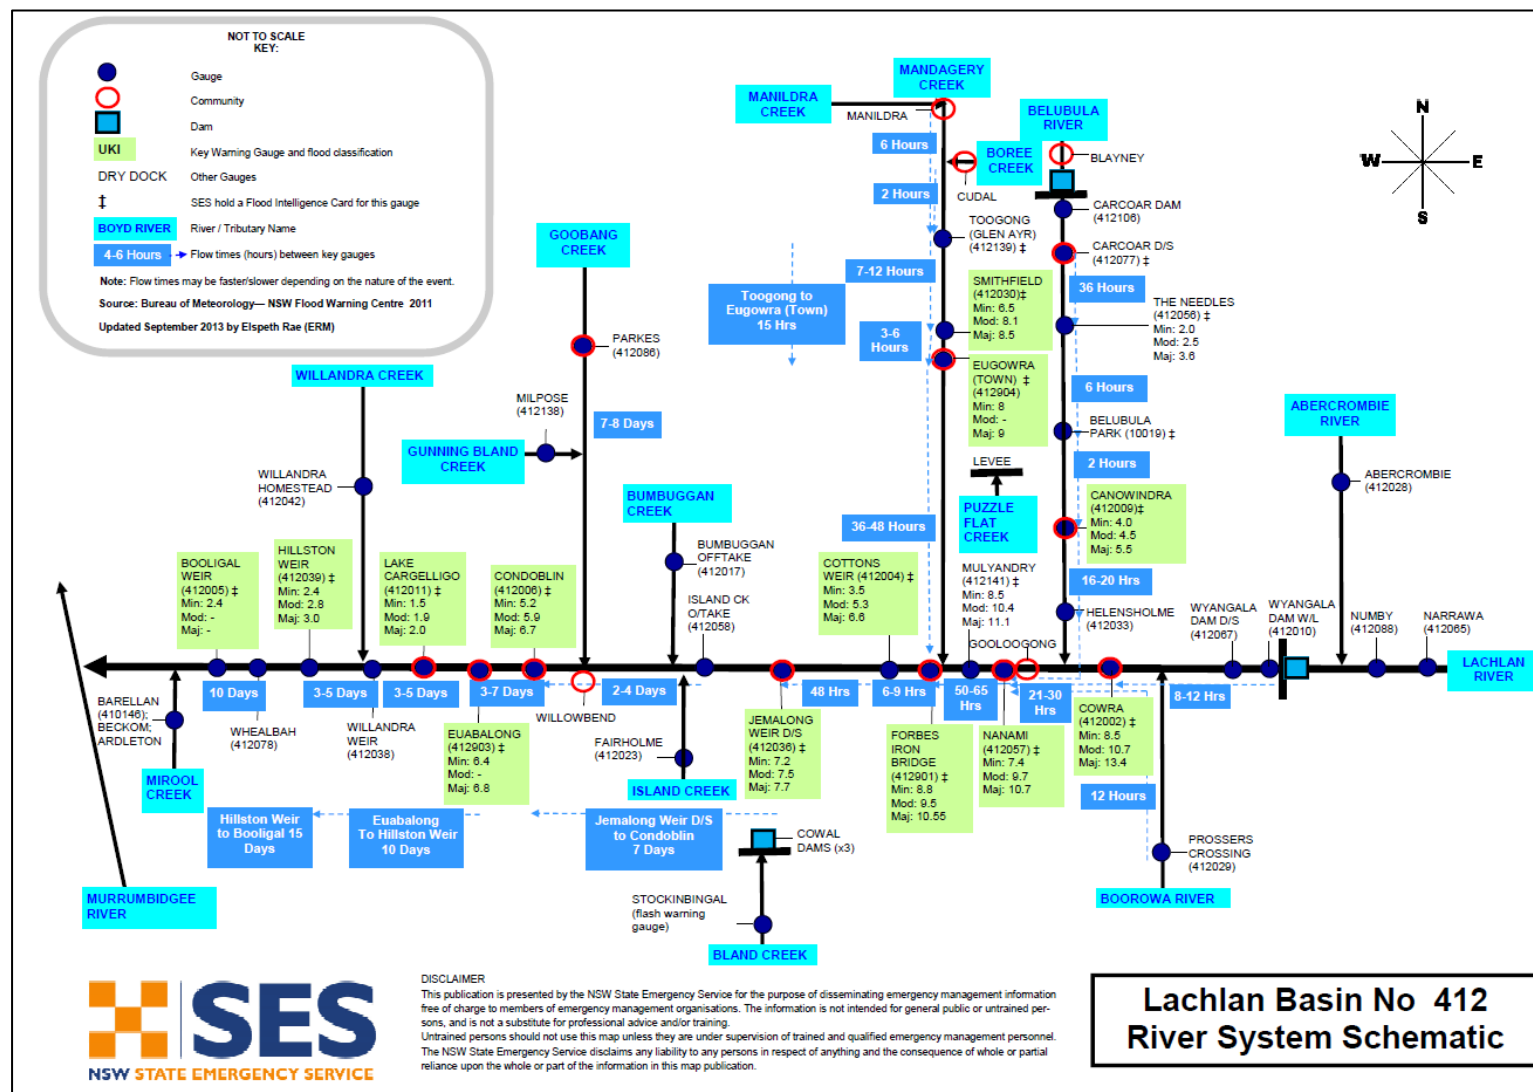 NOT TO SCALE
KEY:
Gauge
Community
Dam
UKI
Key Warning Gauge and flood classification
DRY DOCK
Other Gauges
‡
SES hold a Flood Intelligence Card for this gauge
BOYD RIVER
River / Tributary Name
4-6 Hours
Flow times (hours) between key gauges
Note: Flow times may be faster/slower depending on the nature of the event.
Source: Bureau of Meteorology— NSW Flood Warning Centre 2011
Updated September 2013 by Elspeth Rae (ERM)
MANILDRA
CREEK
MANDAGERY
CREEK
MANILDRA
6 Hours
BOREE
CREEK
CUDAL
2 Hours
TOOGONG
(GLEN AYR)
(412139) ‡
7-12 Hours
Toogong to
Eugowra (Town)
15 Hrs
SMITHFIELD
(412030)‡
Min: 6.5
Mod: 8.1
Maj: 8.5
3-6
Hours
EUGOWRA
(TOWN) ‡
(412904)
Min: 8
Mod: -
Maj: 9
36-48 Hours
BELUBULA
RIVER
BLAYNEY
CARCOAR DAM
(412106)
CARCOAR D/S
(412077) ‡
36 Hours
THE NEEDLES
(412056) ‡
Min: 2.0
Mod: 2.5
Maj: 3.6
6 Hours
BELUBULA
PARK (10019) ‡
2 Hours
CANOWINDRA
(412009)‡
Min: 4.0
Mod: 4.5
Maj: 5.5
16-20 Hrs
HELENSHOLME
(412033)
N
W
E
S
ABERCROMBIE
RIVER
ABERCROMBIE
(412028)
LEVEE
PUZZLE
FLAT
CREEK
GOOBANG
CREEK
PARKES
(412086)
7-8 Days
MILPOSE
(412138)
GUNNING BLAND
CREEK
WILLANDRA CREEK
WILLANDRA
HOMESTEAD
(412042)
BUMBUGGAN
CREEK
BUMBUGGAN
OFFTAKE
(412017)
ISLAND CK
O/TAKE
(412058)
BOOLIGAL
WEIR
(412005) ‡
Min: 2.4
Mod: -
Maj: -
HILLSTON
WEIR
(412039) ‡
Min: 2.4
Mod: 2.8
Maj: 3.0
LAKE
CARGELLIGO
(412011) ‡
Min: 1.5
Mod: 1.9
Maj: 2.0
CONDOBLIN
(412006) ‡
Min: 5.2
Mod: 5.9
Maj: 6.7
COTTONS
WEIR (412004) ‡
Min: 3.5
Mod: 5.3
Maj: 6.6
MULYANDRY
(412141) ‡
Min: 8.5
Mod: 10.4
Maj: 11.1
GOOLOOGONG
WYANGALA
DAM D/S
(412067)
WYANGALA
DAM W/L
(412010)
NUMBY
(412088)
NARRAWA
(412065)
LACHLAN
RIVER
10 Days
3-5 Days
3-5 Days
3-7 Days
2-4 Days
48 Hrs
6-9 Hrs
50-65
Hrs
21-30
Hrs
8-12 Hrs
BARELLAN
(410146);
BECKOM;
ARDLETON
WHEALBAH
(412078)
WILLANDRA
WEIR
(412038)
EUABALONG
(412903) ‡
Min: 6.4
Mod: -
Maj: 6.8
WILLOWBEND
FAIRHOLME
(412023)
JEMALONG
WEIR D/S
(412036) ‡
Min: 7.2
Mod: 7.5
Maj: 7.7
FORBES
IRON
BRIDGE
(412901) ‡
Min: 8.8
Mod: 9.5
Maj: 10.55
NANAMI
(412057) ‡
Min: 7.4
Mod: 9.7
Maj: 10.7
COWRA
(412002) ‡
Min: 8.5
Mod: 10.7
Maj: 13.4
12 Hours
MIROOL
CREEK
ISLAND CREEK
Hillston Weir
to Booligal 15
Days
Euabalong
To Hillston Weir
10 Days
Jemalong Weir D/S
to Condoblin
7 Days
COWAL
DAMS (x3)
PROSSERS
CROSSING
(412029)
BOOROWA RIVER
MURRUMBIDGEE
RIVER
STOCKINBINGAL
(flash warning
gauge)
BLAND CREEK
SES
NSW STATE EMERGENCY SERVICE
DISCLAIMER
This publication is presented by the NSW State Emergency Service for the purpose of disseminating emergency management information
free of charge to members of emergency management organisations. The information is not intended for general public or untrained per-
sons, and is not a substitute for professional advice and/or training.
Untrained persons should not use this map unless they are under supervision of trained and qualified emergency management personnel.
The NSW State Emergency Service disclaims any liability to any persons in respect of anything and the consequence of whole or partial
reliance upon the whole or part of the information in this map publication.
Lachlan Basin No 412
River System Schematic